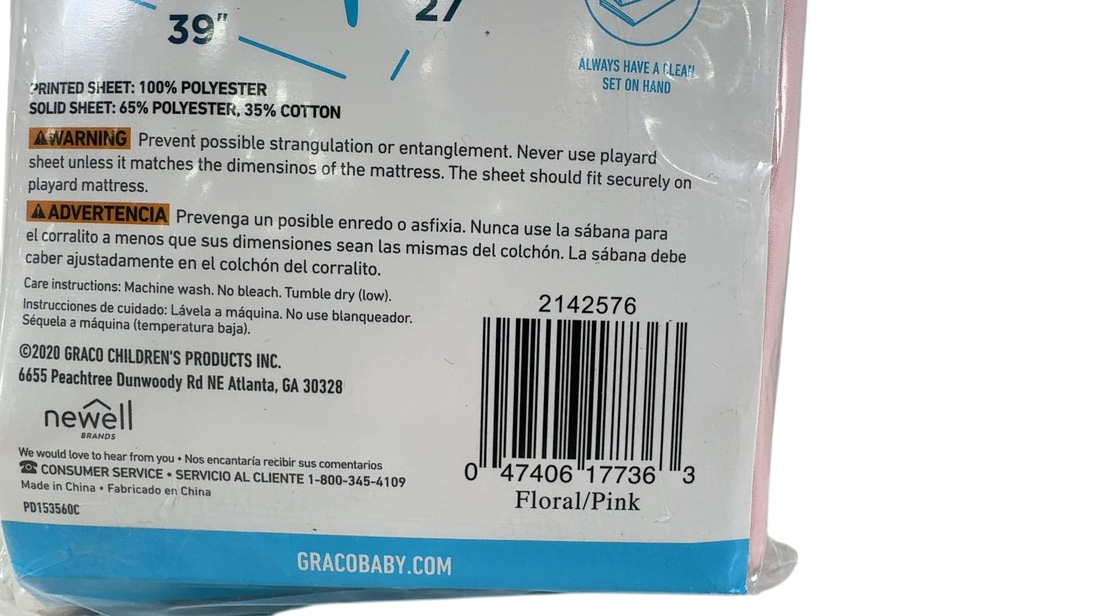 39"
27
ALWAYS HAVE A CLEAN
SET ON HAND
PRINTED SHEET: 100% POLYESTER
SOLID SHEET: 65% POLYESTER, 35% COTTON
WARNING Prevent possible strangulation or entanglement. Never use playard
sheet unless it matches the dimensinos of the mattress. The sheet should fit securely on
playard mattress.
ADVERTENCIA Prevenga un posible enredo o asfixia. Nunca use la sábana para
el corralito a menos que sus dimensiones sean las mismas del colchón. La sábana debe
caber ajustadamente en el colchón del corralito.
Care instructions: Machine wash. No bleach. Tumble dry (low).
Instrucciones de cuidado: Lávela a máquina. No use blanqueador.
Séquela a máquina (temperatura baja).
©2020 GRACO CHILDREN'S PRODUCTS INC.
6655 Peachtree Dunwoody Rd NE Atlanta, GA 30328
newell
BRANDS
We would love to hear from you • Nos encantaría recibir sus comentarios
☎ CONSUMER SERVICE • SERVICIO AL CLIENTE 1-800-345-4109
Made in China • Fabricado en China
PD153560C
2142576
0 47406 17736 3
Floral/Pink
GRACOBABY.COM